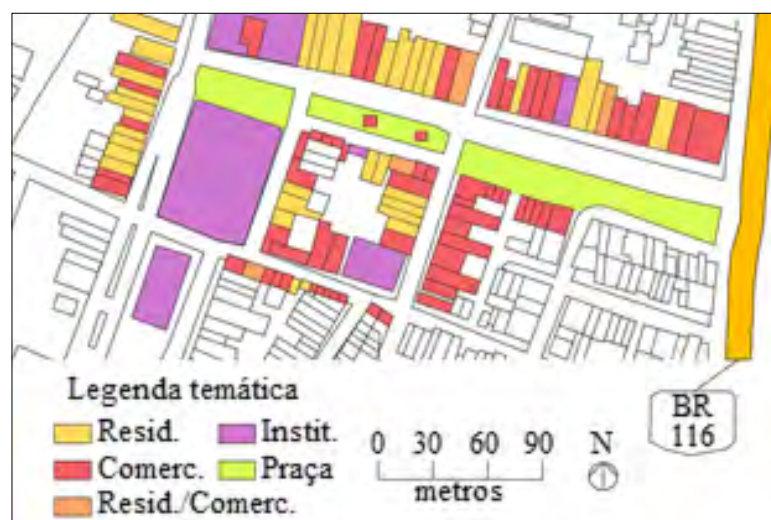 Legenda temática
Resid. Instit.
Comerc. Praça
Resid./Comerc.
0 30 60 90
metros
N
BR
116